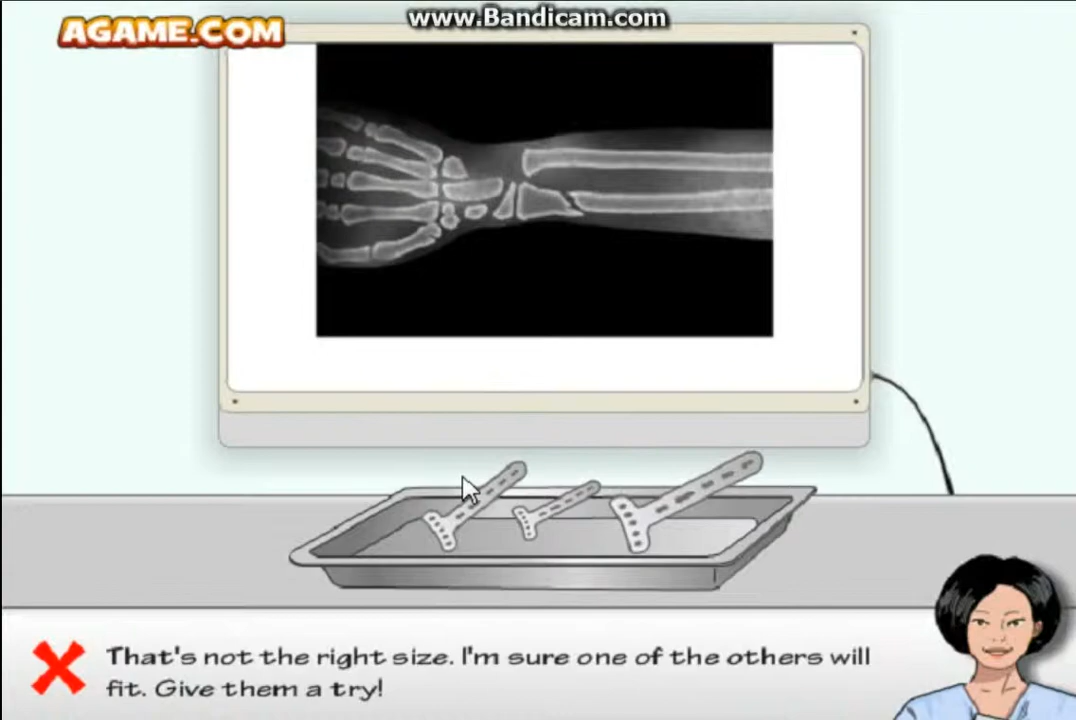 www.Bandicam.com
AGAME.COM
That's not the right size. I'm sure one of the others will
fit. Give them a try!